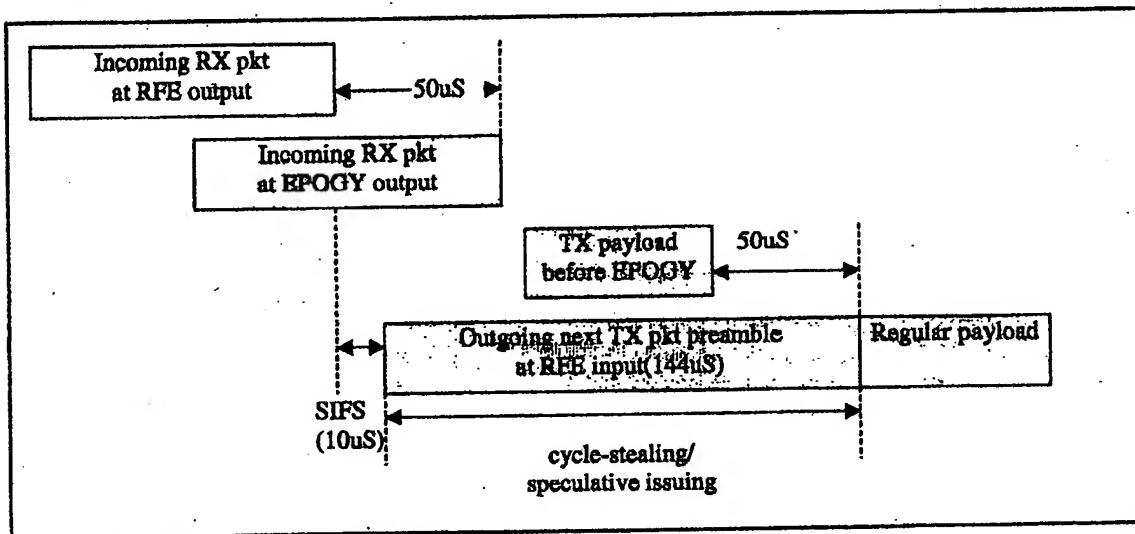 Incoming RX pkt
at RFE output
50uS
Incoming RX pkt
at EPOGY output
TX payload
before EPOGY
50uS
Outgoing next TX pkt preamble
at RFE input(144uS)
Regular payload
SIFS
(10uS)
cycle-stealing/
speculative issuing